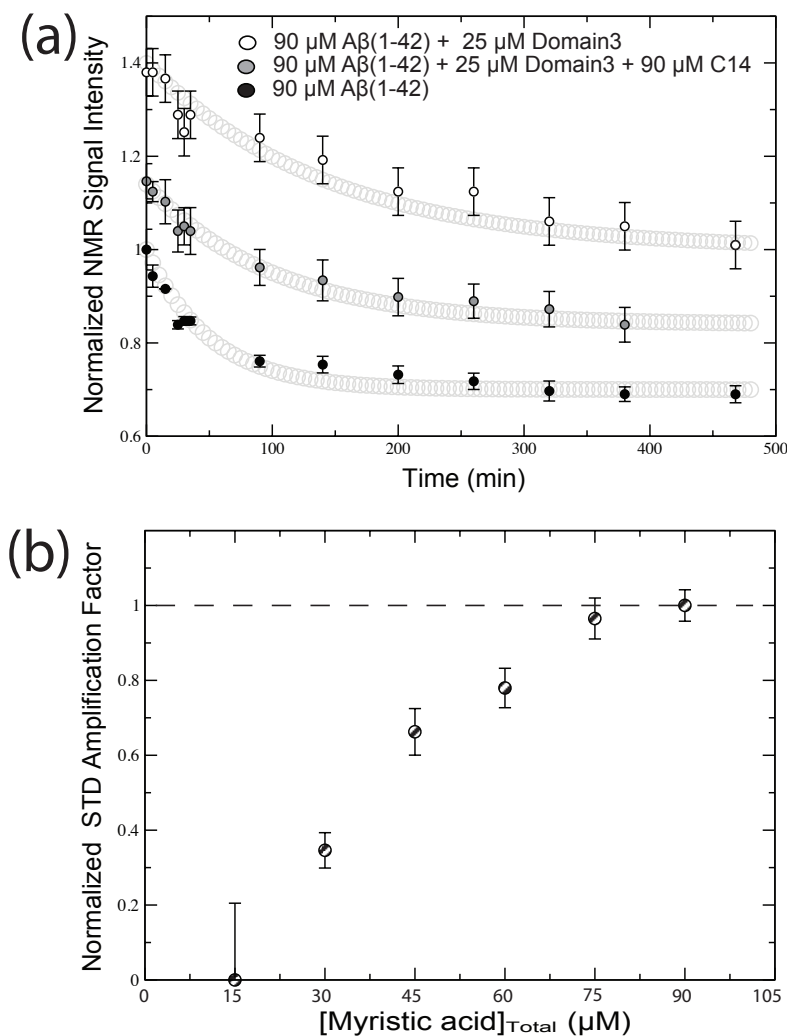 (a)
90 µM Aβ(1-42) + 25 µM Domain3
90 µM Aβ(1-42) + 25 µM Domain3 + 90 µM C14
90 µM Aβ(1-42)
Normalized NMR Signal Intensity
1.4
1.2
1
0.8
0.6
0
100
200
300
400
500
Time (min)
(b)
Normalized STD Amplification Factor
1
0.8
0.6
0.4
0.2
0
0
15
30
45
60
75
90
105
[Myristic acid]Total (µM)